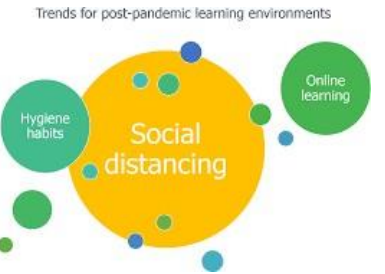 Trends for post-pandemic learning environments
Online
learning
Hygiene
habits
Social
distancing